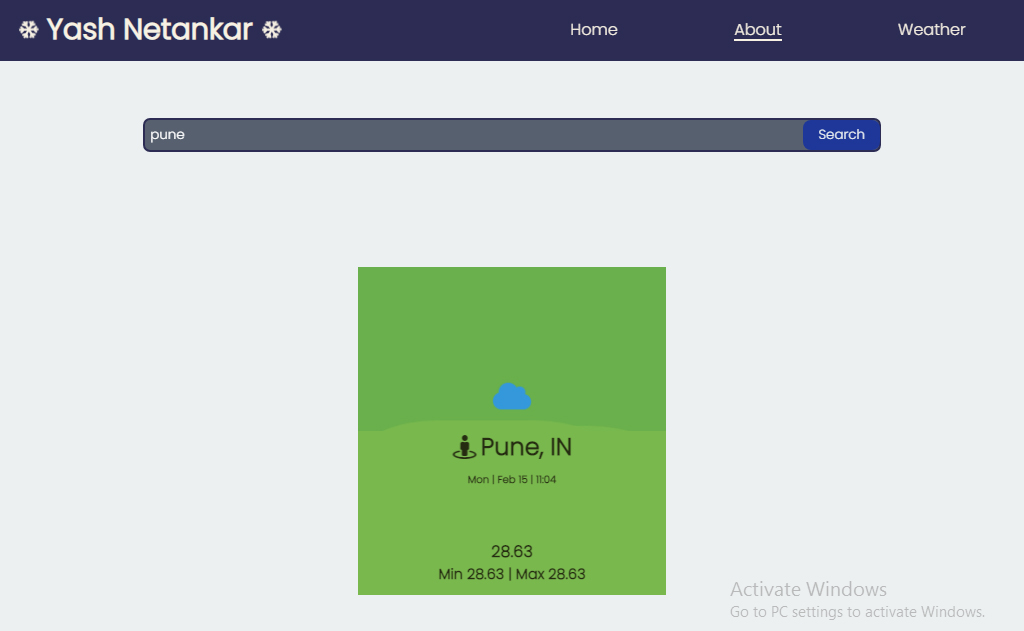 ❄ Yash Netankar ❄
Home About Weather
pune
Search
Pune, IN
Mon | Feb 15 | 11:04
28.63
Min 28.63 | Max 28.63
Activate Windows
Go to PC settings to activate Windows.